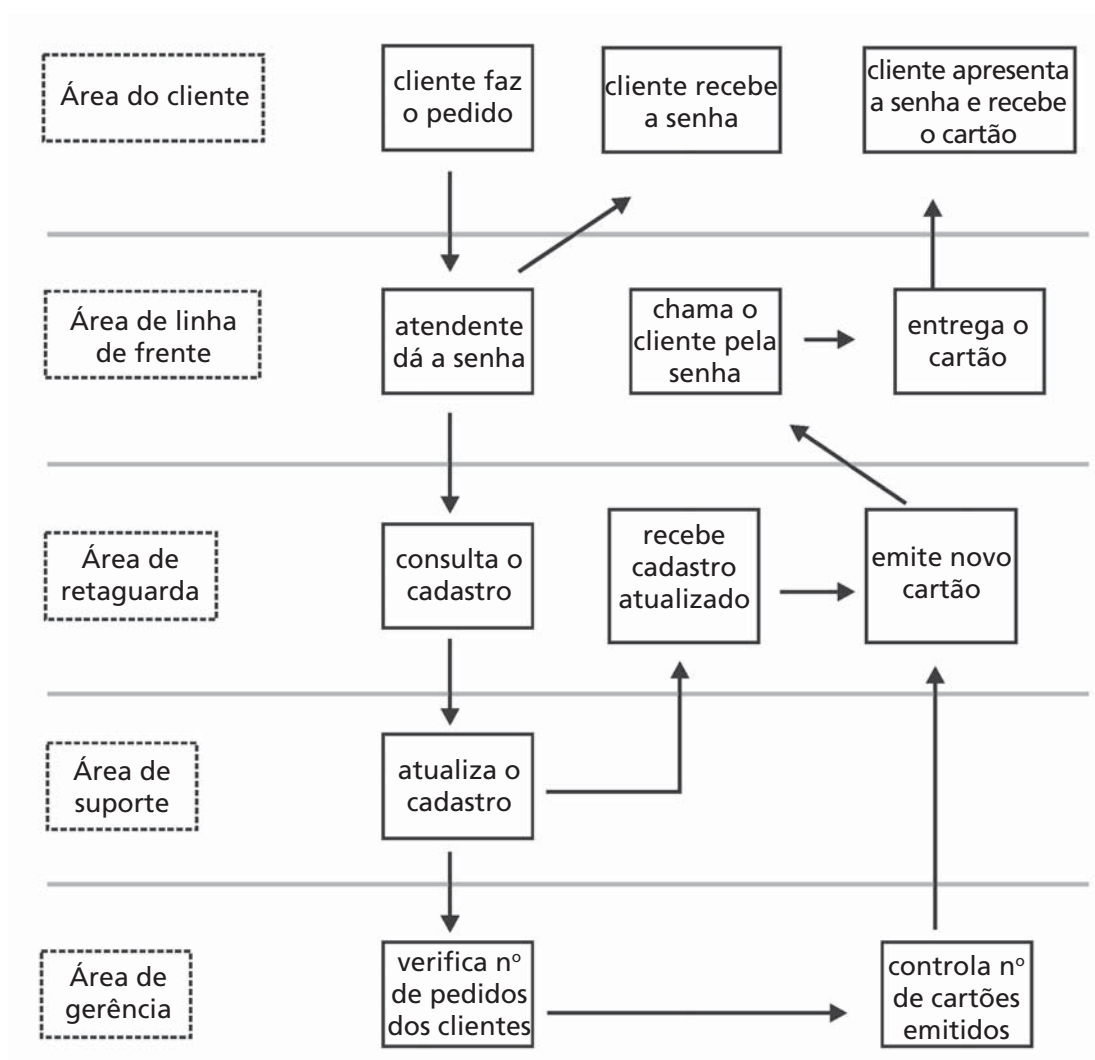 Área do cliente
cliente faz
o pedido
cliente recebe
a senha
cliente apresenta
a senha e recebe
o cartão
Área de linha
de frente
atendente
dá a senha
chama o
cliente pela
senha
entrega o
cartão
Área de
retaguarda
consulta o
cadastro
recebe
cadastro
atualizado
emite novo
cartão
Área de
suporte
atualiza o
cadastro
Área de
gerência
verifica nº
de pedidos
dos clientes
controla nº
de cartões
emitidos